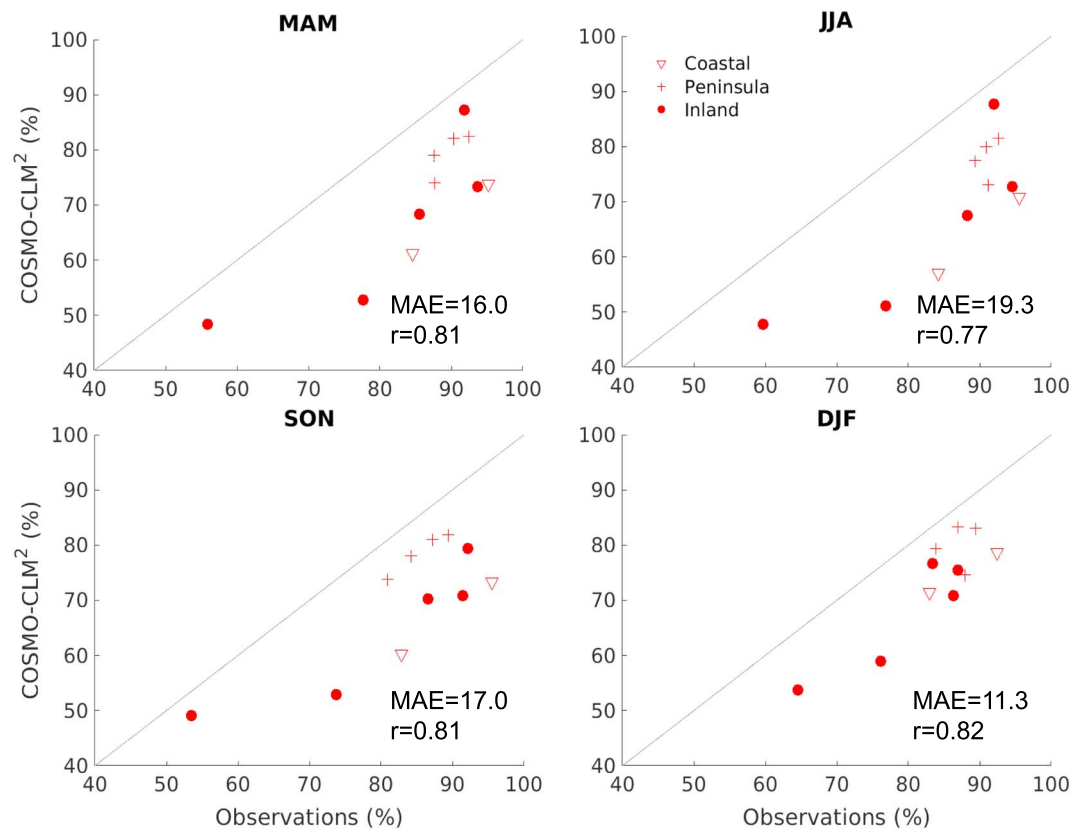 MAM
100
90
80
70
60
50
40
COSMO-CLM² (%)
MAE=16.0
r=0.81
40 50 60 70 80 90 100
JJA
Coastal
Peninsula
Inland
100
90
80
70
60
50
40
MAE=19.3
r=0.77
40 50 60 70 80 90 100
SON
100
90
80
70
60
50
40
COSMO-CLM² (%)
MAE=17.0
r=0.81
40 50 60 70 80 90 100
Observations (%)
DJF
100
90
80
70
60
50
40
MAE=11.3
r=0.82
40 50 60 70 80 90 100
Observations (%)